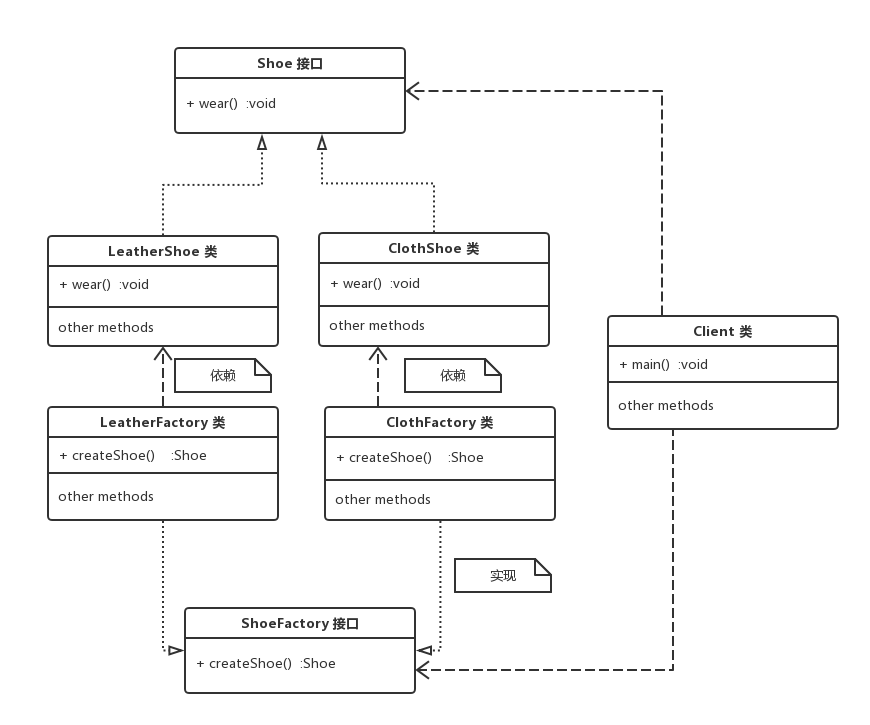 Shoe 接口
+ wear()  :void
LeatherShoe 类
+ wear()  :void
other methods
ClothShoe 类
+ wear()  :void
other methods
Client 类
+ main()  :void
other methods
依赖
依赖
LeatherFactory 类
+ createShoe()    :Shoe
other methods
ClothFactory 类
+ createShoe()    :Shoe
other methods
实现
ShoeFactory 接口
+ createShoe()  :Shoe